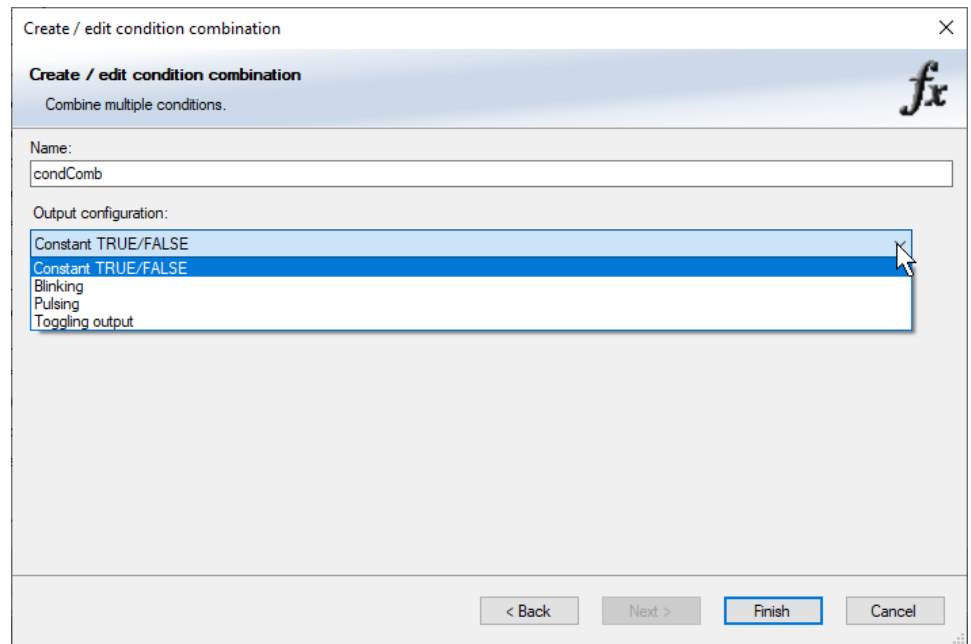 Create / edit condition combination
Create / edit condition combination
Combine multiple conditions.
fx
Name:
condComb
Output configuration:
Constant TRUE/FALSE
Constant TRUE/FALSE
Blinking
Pulsing
Toggling output
< Back Next > Finish Cancel